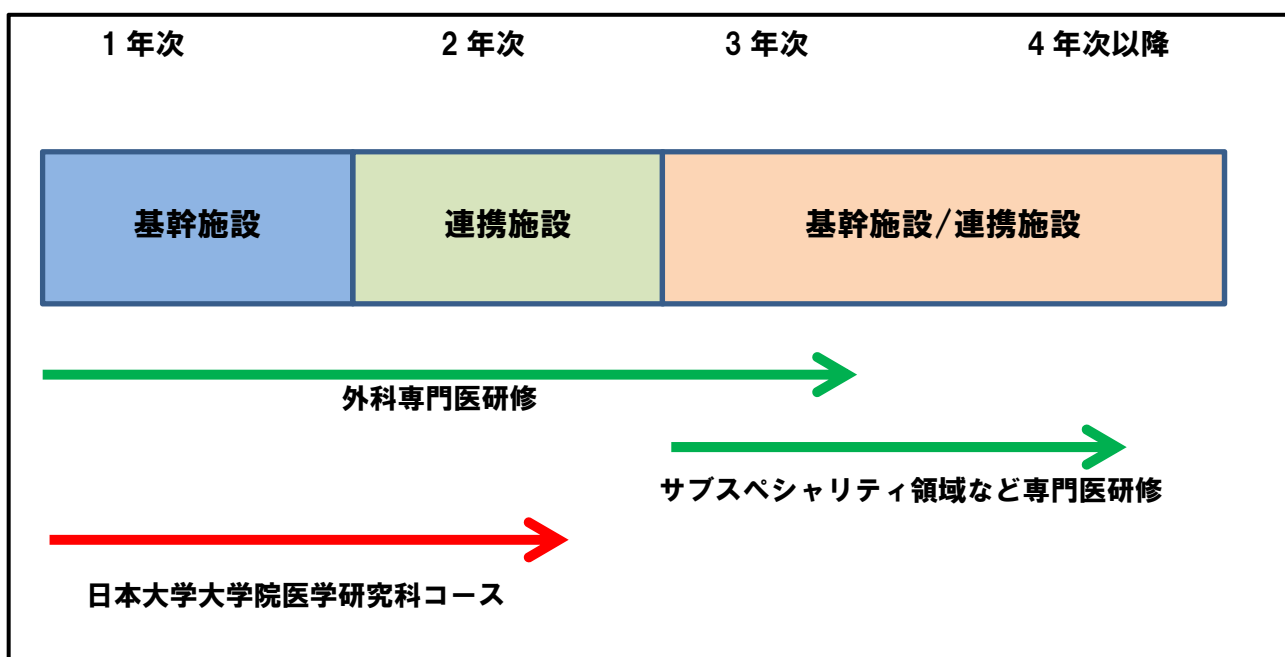 1 年次
2 年次
3 年次
4 年次以降
基幹施設
連携施設
基幹施設/連携施設
外科専門医研修
サブスペシャリティ領域など専門医研修
日本大学大学院医学研究科コース